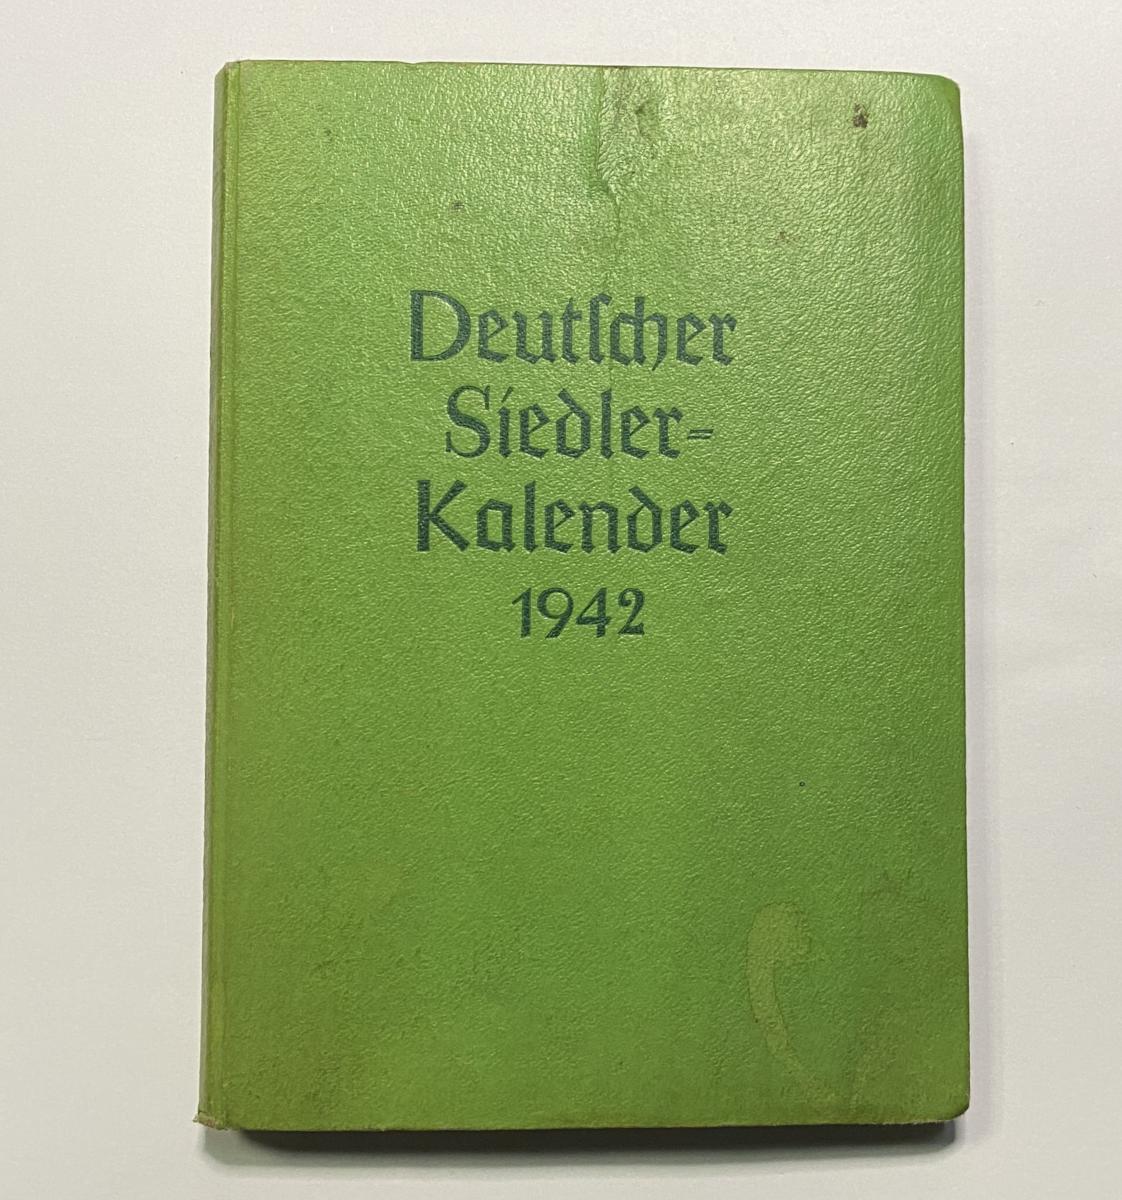 Deutſcher
Siedler-
Kalender
1942